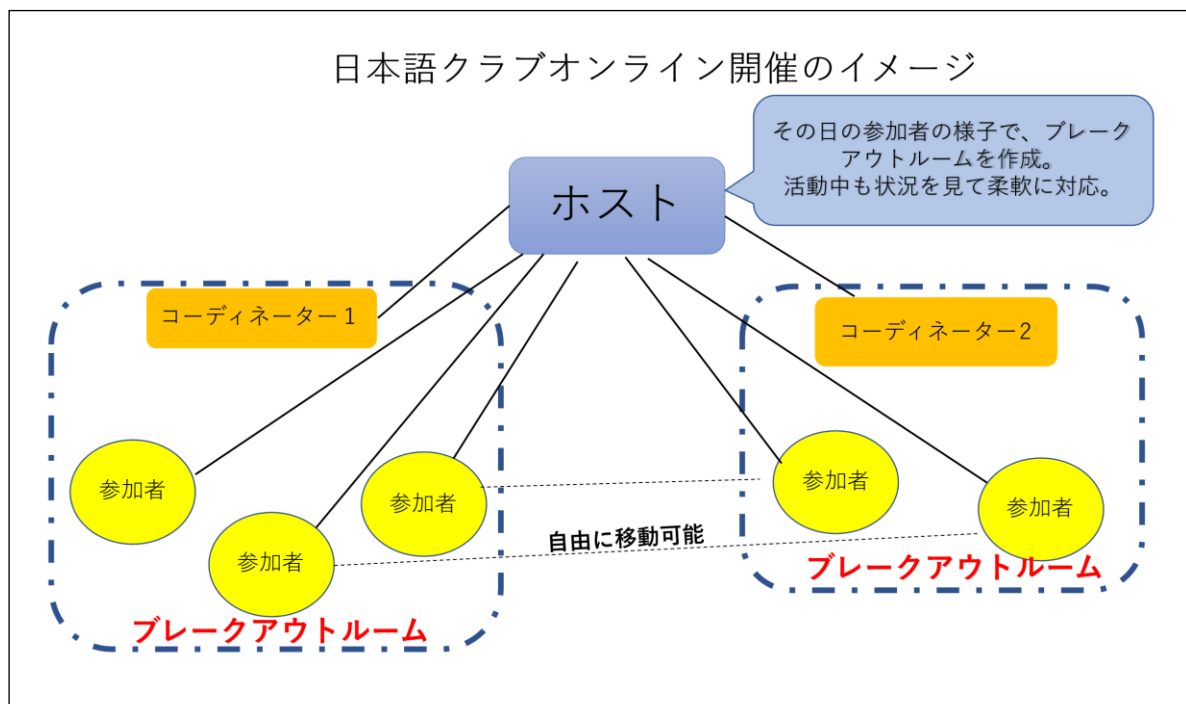 日本語クラブオンライン開催のイメージ
その日の参加者の様子で、ブレーク
アウトルームを作成。
活動中も状況を見て柔軟に対応。
ホスト
コーディネーター１
コーディネーター２
参加者
参加者
参加者
参加者
参加者
自由に移動可能
ブレークアウトルーム
ブレークアウトルーム